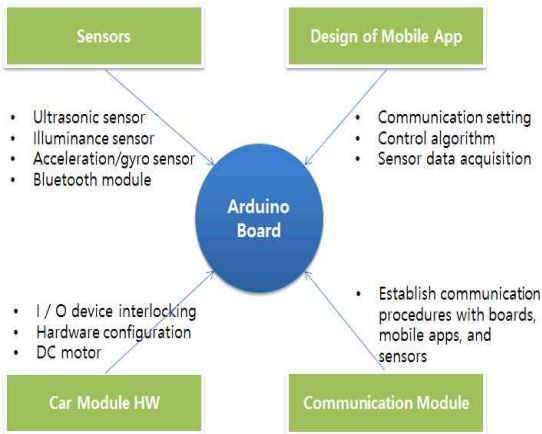 Sensors
Design of Mobile App
• Ultrasonic sensor
• Illuminance sensor
• Acceleration/gyro sensor
• Bluetooth module
• Communication setting
• Control algorithm
• Sensor data acquisition
Arduino
Board
• I / O device interlocking
• Hardware configuration
• DC motor
• Establish communication
procedures with boards,
mobile apps, and
sensors
Car Module HW
Communication Module